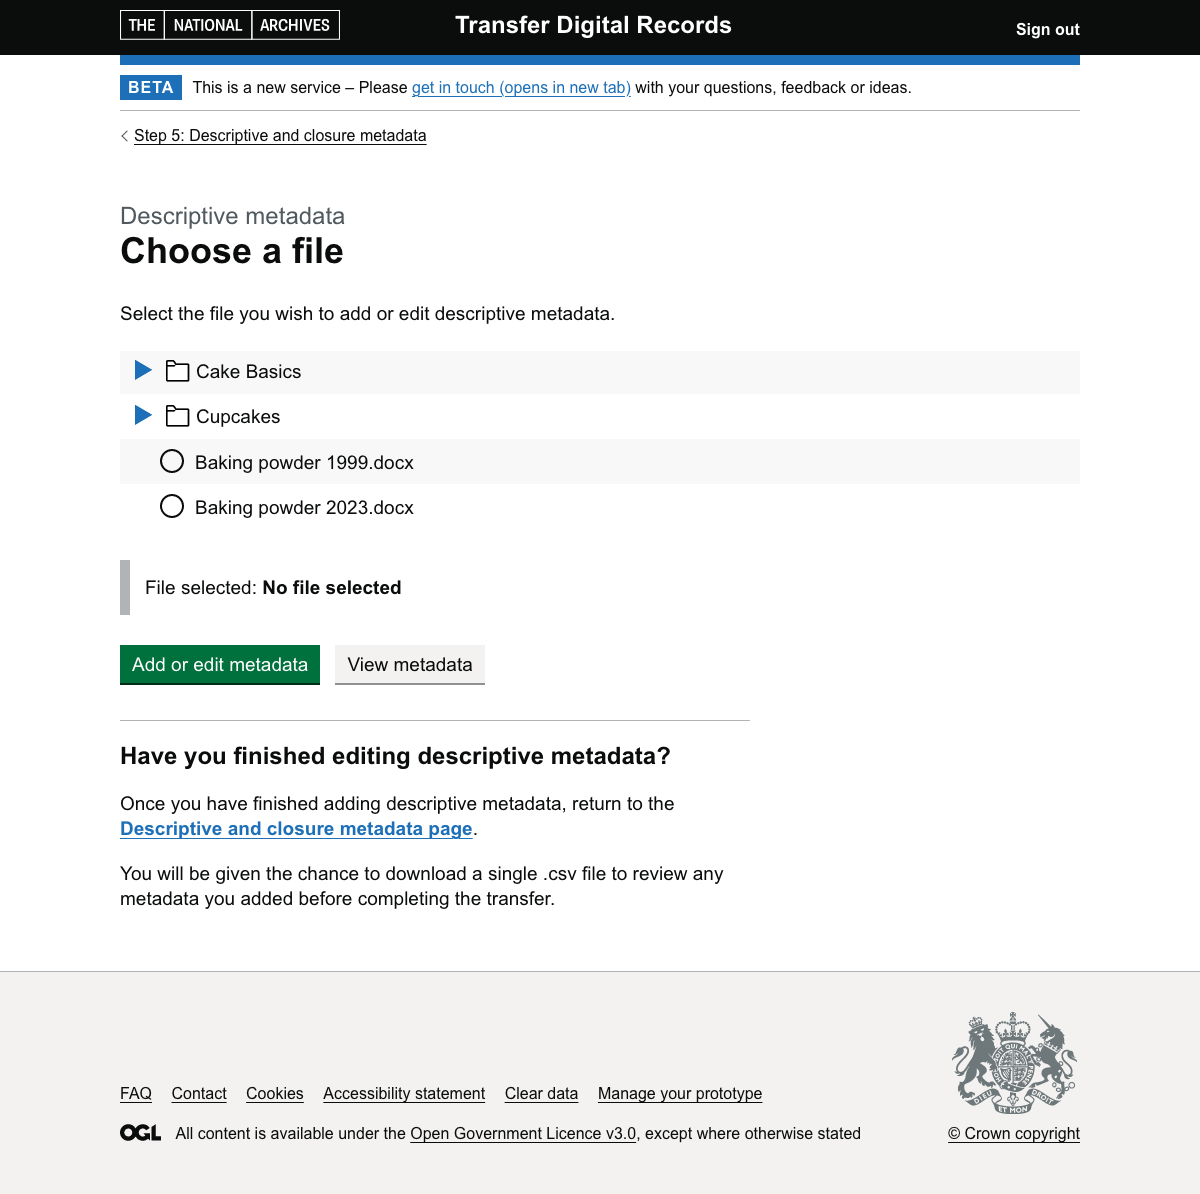 THE NATIONAL ARCHIVES
Transfer Digital Records
Sign out
BETA This is a new service – Please get in touch (opens in new tab) with your questions, feedback or ideas.
Step 5: Descriptive and closure metadata
Descriptive metadata
Choose a file
Select the file you wish to add or edit descriptive metadata.
Cake Basics
Cupcakes
Baking powder 1999.docx
Baking powder 2023.docx
File selected: No file selected
Add or edit metadata
View metadata
Have you finished editing descriptive metadata?
Once you have finished adding descriptive metadata, return to the
Descriptive and closure metadata page.
You will be given the chance to download a single .csv file to review any
metadata you added before completing the transfer.
FAQ Contact Cookies Accessibility statement Clear data Manage your prototype
DIEU ET MON DROIT
OGL All content is available under the Open Government Licence v3.0, except where otherwise stated
© Crown copyright